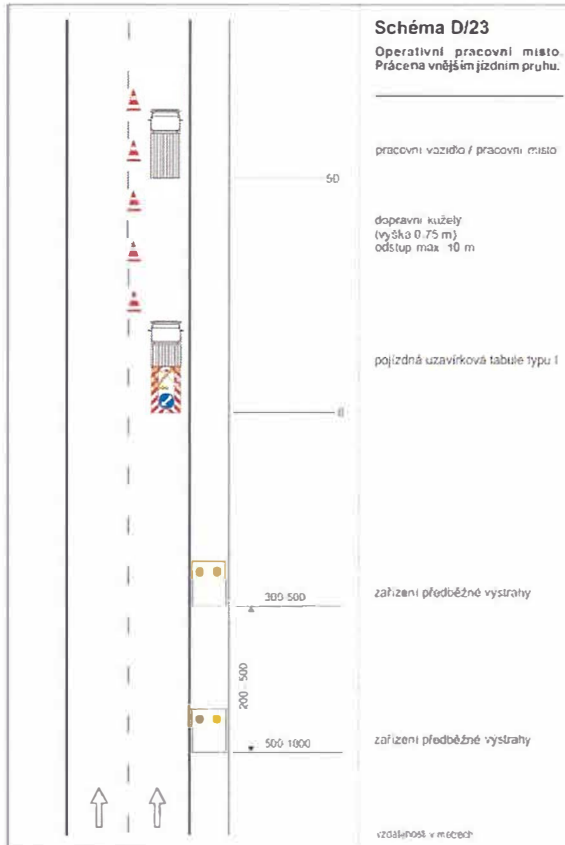 Schéma D/23
Operativní pracovní místo.
Práce na vnějším jízdním pruhu.
pracovní vozidlo / pracovní místo
50
dopravní kužely
(výška 0,75 m)
odstup max. 10 m
pojízdná uzavírková tabule typu I
0
zařízení předběžné výstrahy
300-500
200 - 500
zařízení předběžné výstrahy
500-1000
vzdálenost v metrech